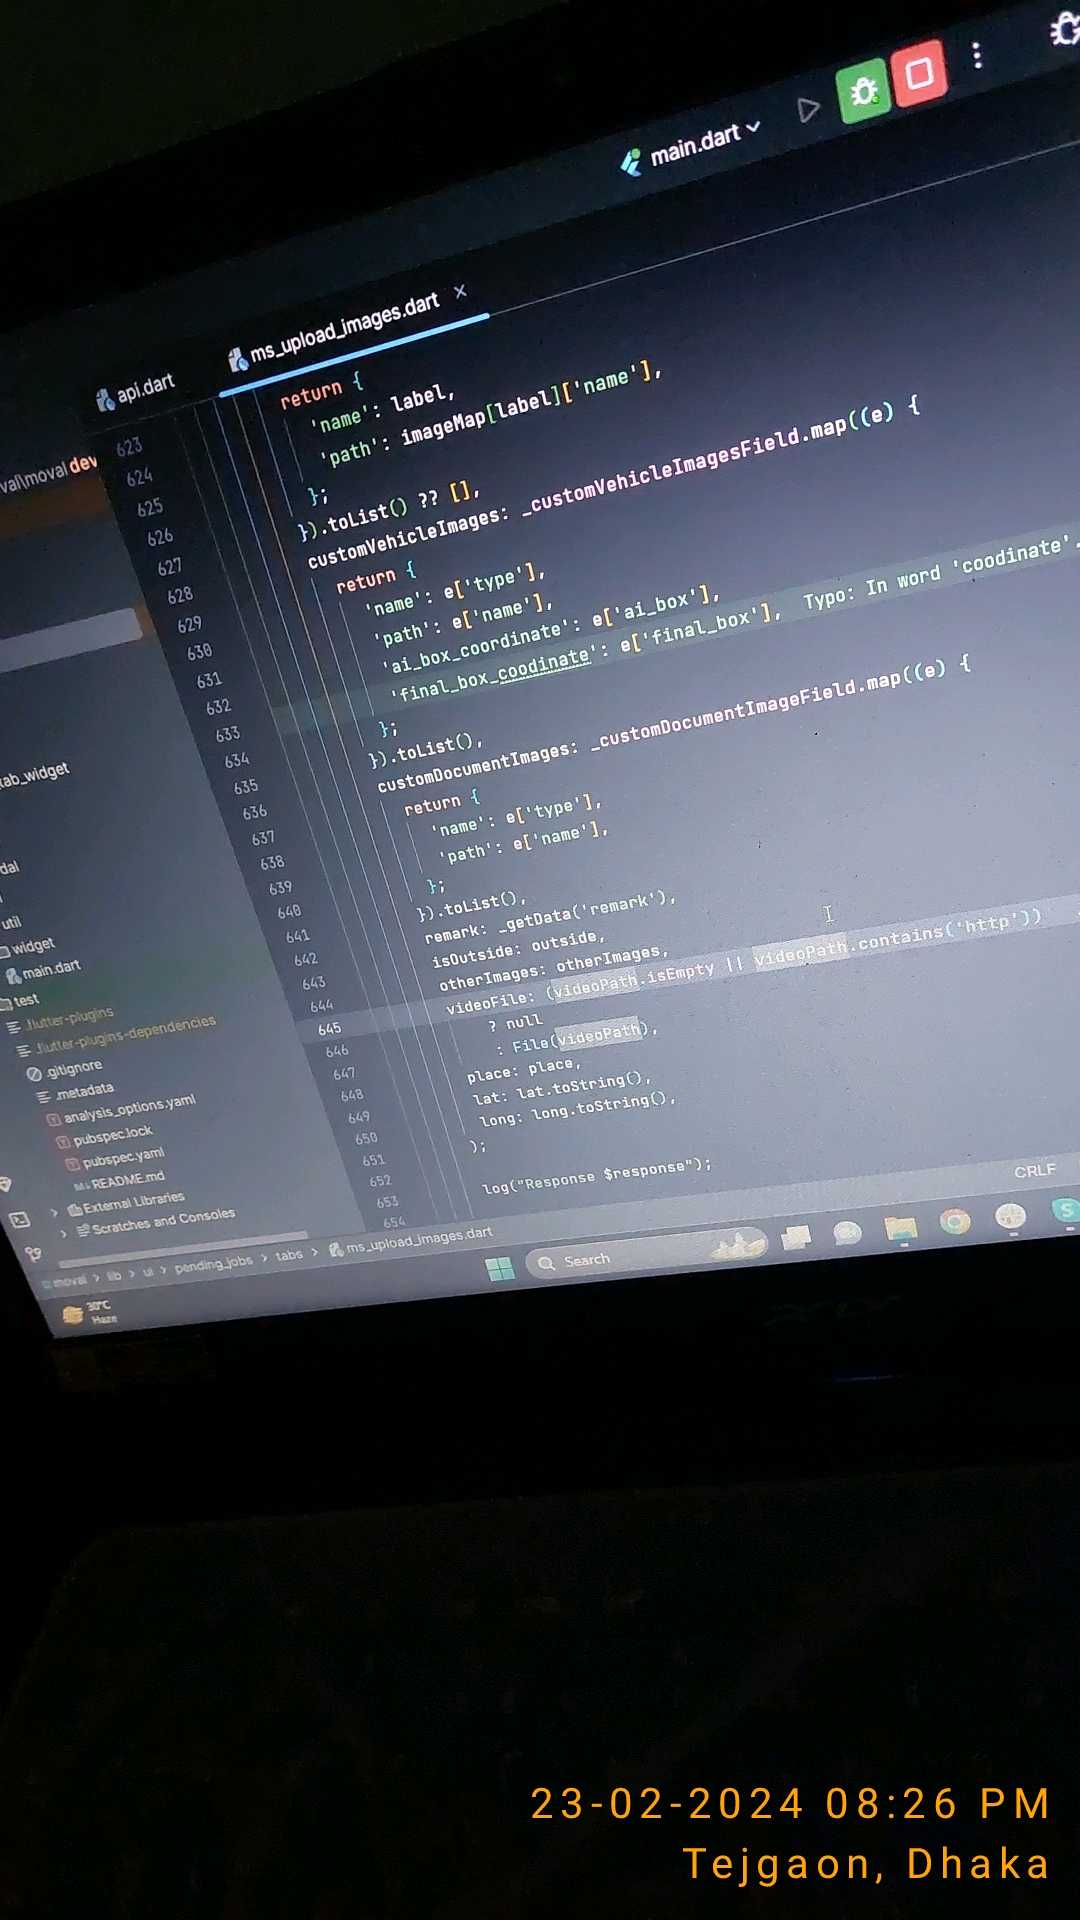 main.dart
api.dart
ms_upload_images.dart
dev
623
624
625
626
627
628
629
630
631
632
633
634
635
636
637
638
639
640
641
642
643
644
645
646
647
648
649
650
651
652
653
654
return {
'name': label,
'path': imageMap[label]['name'],
};
}).toList() ?? [],
customVehicleImages: _customVehicleImagesField.map((e) {
return {
'name': e['type'],
'path': e['name'],
'ai_box_coordinate': e['ai_box'],
'final_box_coodinate': e['final_box'], Typo: In word 'coodinate'.
};
}).toList(),
customDocumentImages: _customDocumentImageField.map((e) {
return {
'name': e['type'],
'path': e['name'],
};
}).toList(),
remark: _getData('remark'),
isOutside: outside,
otherImages: otherImages,
videoFile: (videoPath.isEmpty || videoPath.contains('http'))
? null
: File(videoPath),
place: place,
lat: lat.toString(),
long: long.toString(),
);
log("Response $response");
util
widget
main.dart
test
.flutter-plugins
.flutter-plugins-dependencies
.gitignore
.metadata
analysis_options.yaml
pubspec.lock
pubspec.yaml
README.md
External Libraries
Scratches and Consoles
CRLF
moval > lib > ui > pending_jobs > tabs > ms_upload_images.dart
Search
30°C
Haze
23-02-2024 08:26 PM
Tejgaon, Dhaka